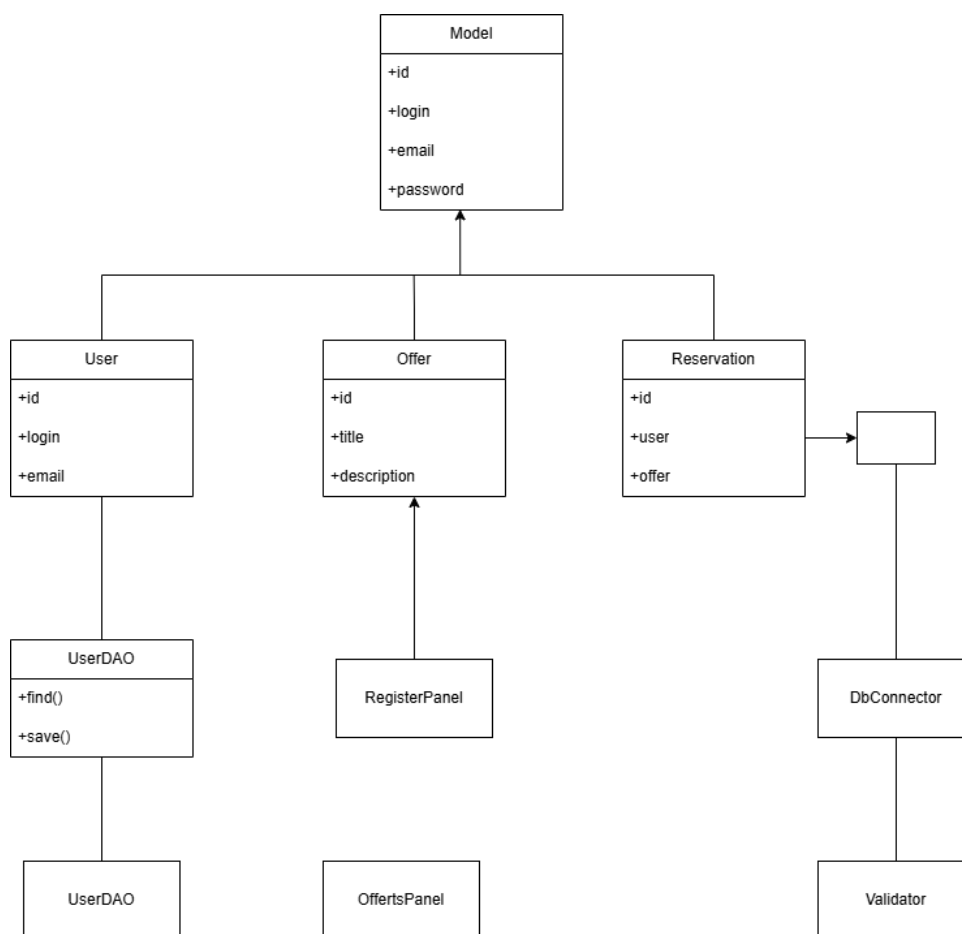 Model
+id
+login
+email
+password
User
+id
+login
+email
Offer
+id
+title
+description
Reservation
+id
+user
+offer
UserDAO
+find()
+save()
RegisterPanel
DbConnector
UserDAO
OffertsPanel
Validator